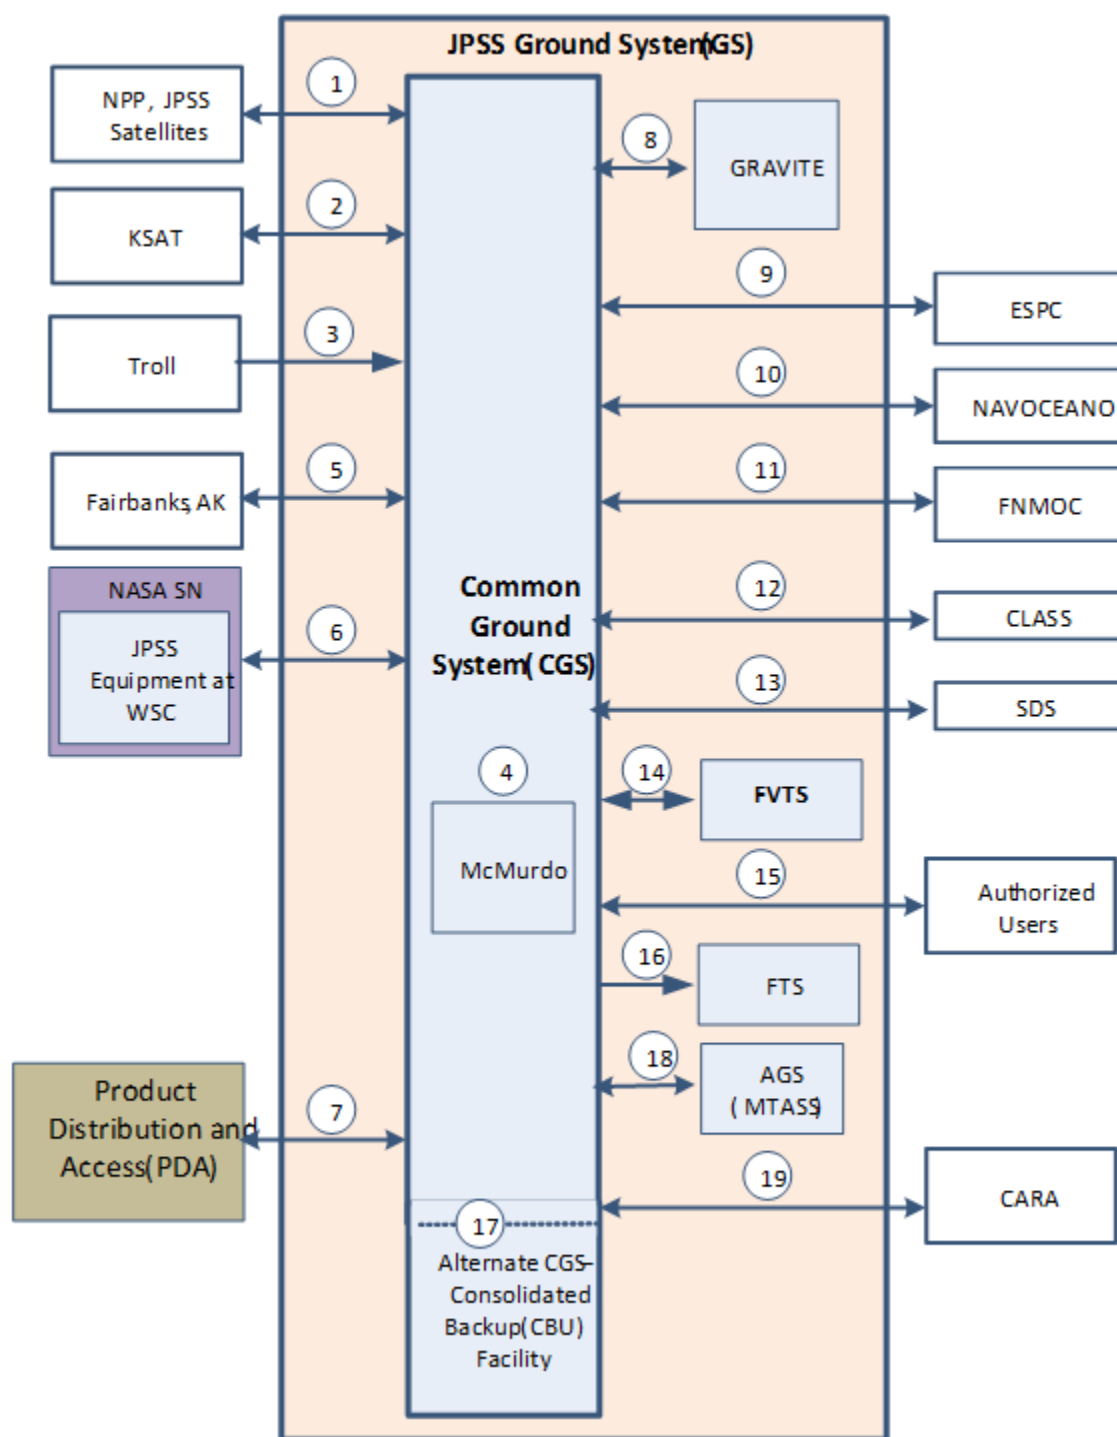 JPSS Ground System(GS)
1
NPP, JPSS
Satellites
2
KSAT
3
Troll
5
Fairbanks,AK
NASA SN
JPSS
Equipment at
WSC
6
Product
Distribution and
Access(PDA)
7
Common
Ground
System(CGS)
4
McMurdo
17
Alternate CGS–
Consolidated
Backup(CBU)
Facility
8
GRAVITE
9
ESPC
10
NAVOCEANO
11
FNMOC
12
CLASS
13
SDS
14
FVTS
15
Authorized
Users
16
FTS
18
AGS
(MTASS)
19
CARA